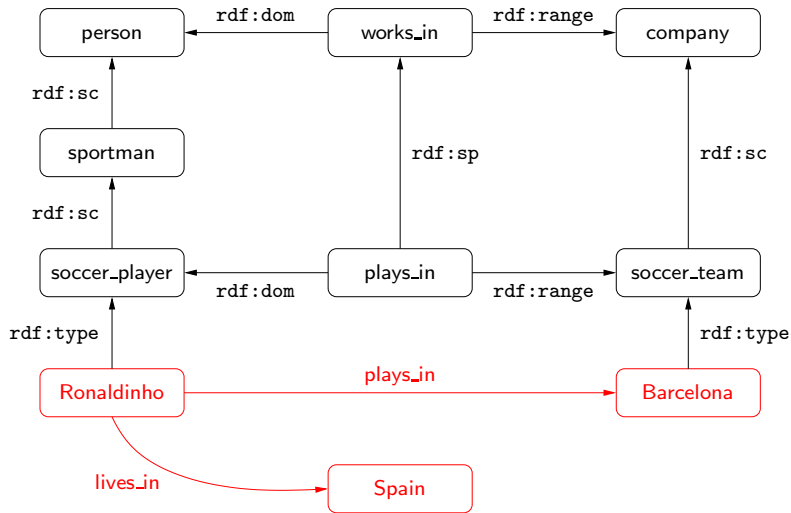 rdf:dom
rdf:range
person
works_in
company
rdf:sc
sportman
rdf:sp
rdf:sc
rdf:sc
soccer_player
plays_in
soccer_team
rdf:dom
rdf:range
rdf:type
rdf:type
plays_in
Ronaldinho
Barcelona
lives_in
Spain